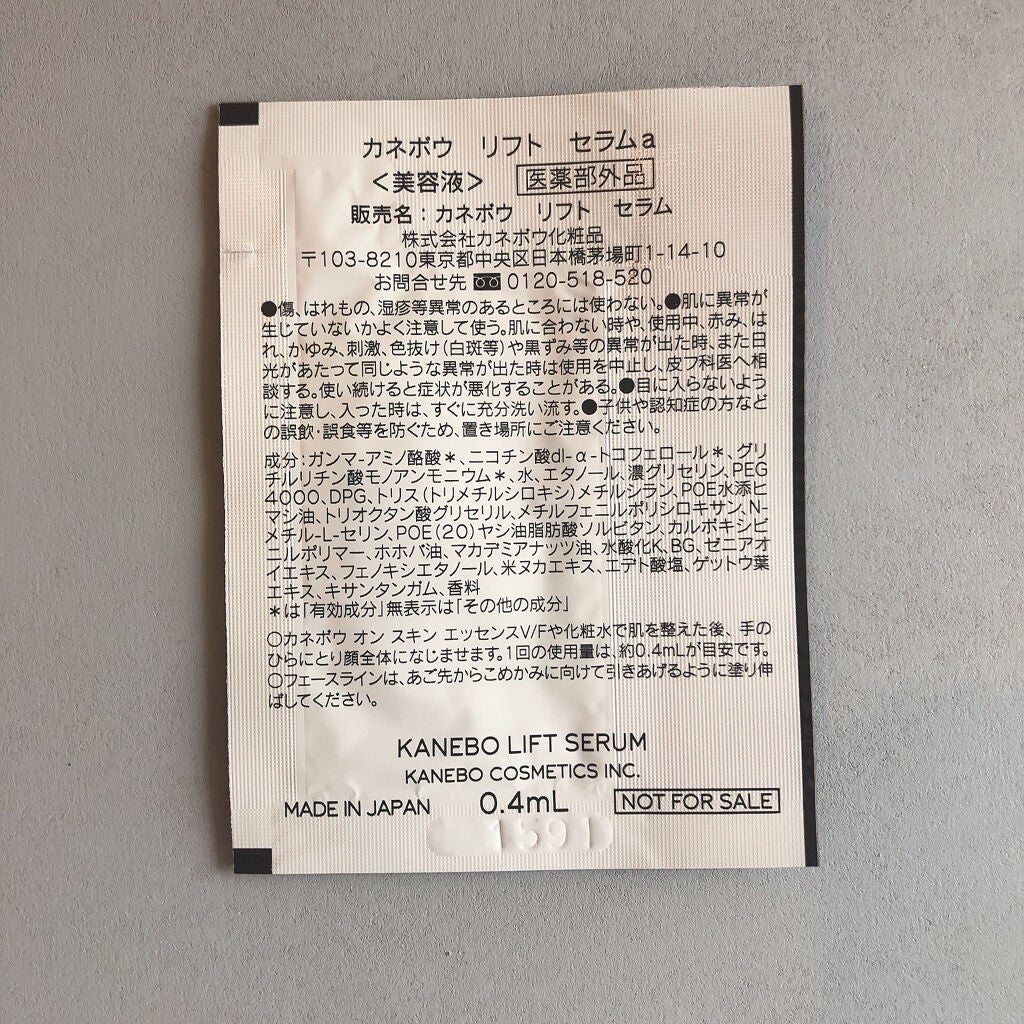 カネボウ リフト セラムa
＜美容液＞ 医薬部外品
販売名：カネボウ リフト セラム
株式会社カネボウ化粧品
〒103-8210東京都中央区日本橋茅場町1-14-10
お問合せ先 0120-518-520
●傷、はれもの、湿疹等異常のあるところには使わない。●肌に異常が
生じていないかよく注意して使う。肌に合わない時や、使用中、赤み、は
れ、かゆみ、刺激、色抜け（白斑等）や黒ずみ等の異常が出た時、また日
光があたって同じような異常が出た時は使用を中止し、皮フ科医へ相
談する。使い続けると症状が悪化することがある。●目に入らないよう
に注意し、入った時は、すぐに充分洗い流す。●子供や認知症の方など
の誤飲・誤食等を防ぐため、置き場所にご注意ください。
成分：ガンマ-アミノ酪酸＊、ニコチン酸dl-α-トコフェロール＊、グリ
チルリチン酸モノアンモニウム＊、水、エタノール、濃グリセリン、PEG
4000、DPG、トリス（トリメチルシロキシ）メチルシラン、POE水添ヒ
マシ油、トリオクタン酸グリセリル、メチルフェニルポリシロキサン、N-
メチル-L-セリン、POE（20）ヤシ油脂肪酸ソルビタン、カルボキシビ
ニルポリマー、ホホバ油、マカデミアナッツ油、水酸化K、BG、ゼニアオ
イエキス、フェノキシエタノール、米ヌカエキス、エデト酸塩、ゲットウ葉
エキス、キサンタンガム、香料
＊は「有効成分」無表示は「その他の成分」
○カネボウ オン スキン エッセンスV/Fや化粧水で肌を整えた後、手の
ひらにとり顔全体になじませます。1回の使用量は、約0.4mLが目安です。
○フェースラインは、あご先からこめかみに向けて引きあげるように塗り伸
ばしてください。
KANEBO LIFT SERUM
KANEBO COSMETICS INC.
MADE IN JAPAN 0.4mL NOT FOR SALE
1591